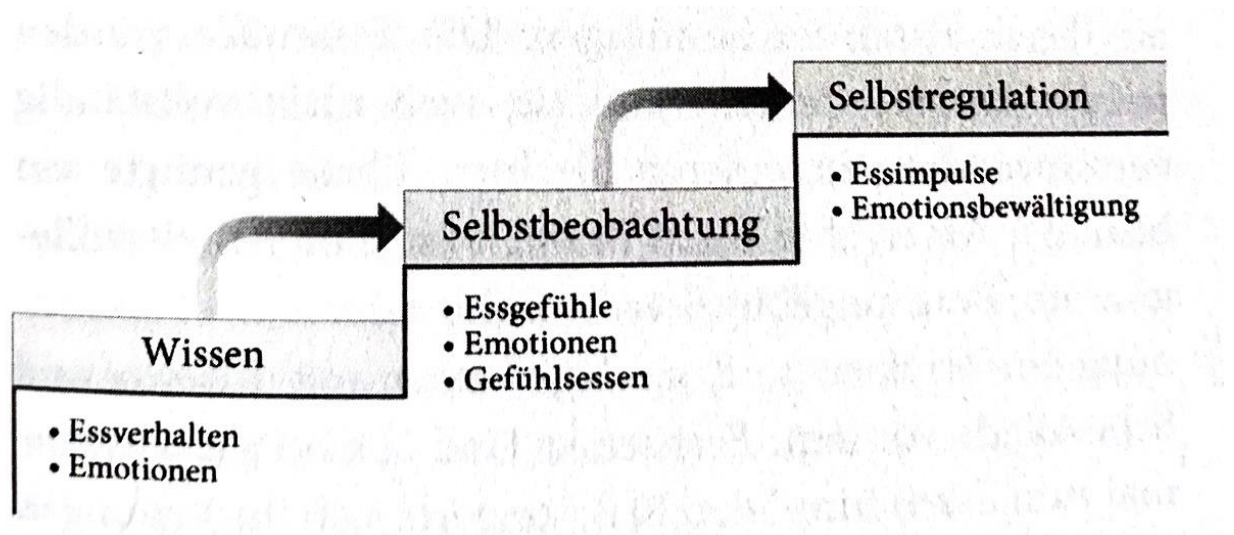 Wissen
• Essverhalten
• Emotionen
Selbstbeobachtung
• Essgefühle
• Emotionen
• Gefühlsessen
Selbstregulation
• Essimpulse
• Emotionsbewältigung